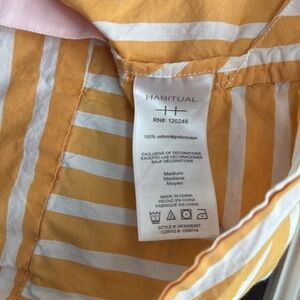 HABITUAL
RN#: 120246
100% cotton/algodón/coton
EXCLUSIVE OF DECORATIONS
EXCEPTO LAS DECORACIONES
SAUF DÉCORATIONS
Medium
Mediana
Moyen
MADE IN CHINA
HECHO EN CHINA
FABRIQUÉ EN CHINE